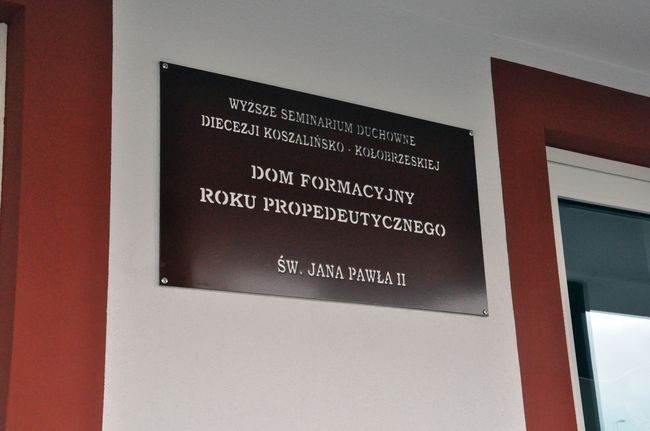 WYŻSZE SEMINARIUM DUCHOWNE
DIECEZJI KOSZALIŃSKO - KOŁOBRZESKIEJ
DOM FORMACYJNY
ROKU PROPEDEUTYCZNEGO
ŚW. JANA PAWŁA II